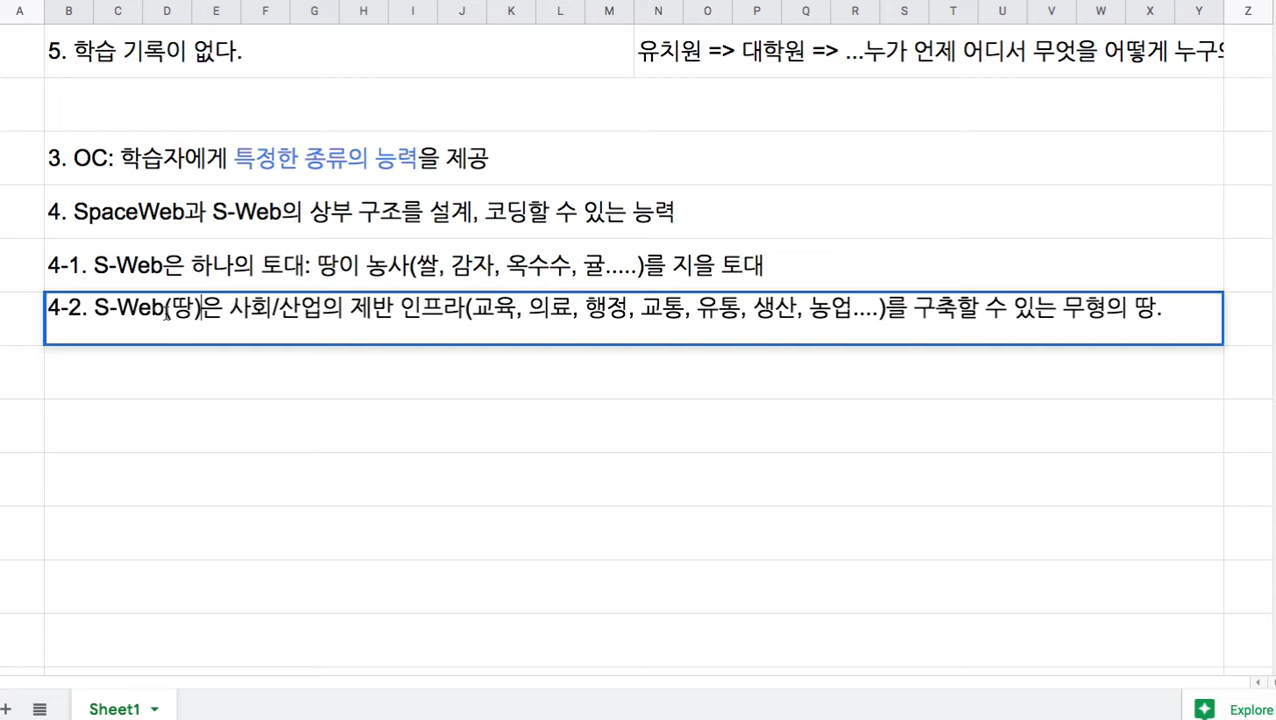 A B C D E F G H I J K L M N O P Q R S T U V W X Y Z
5. 학습 기록이 없다. 유치원 => 대학원 => ...누가 언제 어디서 무엇을 어떻게
3. OC: 학습자에게 특정한 종류의 능력을 제공
4. SpaceWeb과 S-Web의 상부 구조를 설계, 코딩할 수 있는 능력
4-1. S-Web은 하나의 토대: 땅이 농사(쌀, 감자, 옥수수, 귤.....)를 지을 토대
4-2. S-Web(땅)은 사회/산업의 제반 인프라(교육, 의료, 행정, 교통, 유통, 생산, 농업....)를 구축할 수 있는 무형의 땅.
Sheet1 Explore